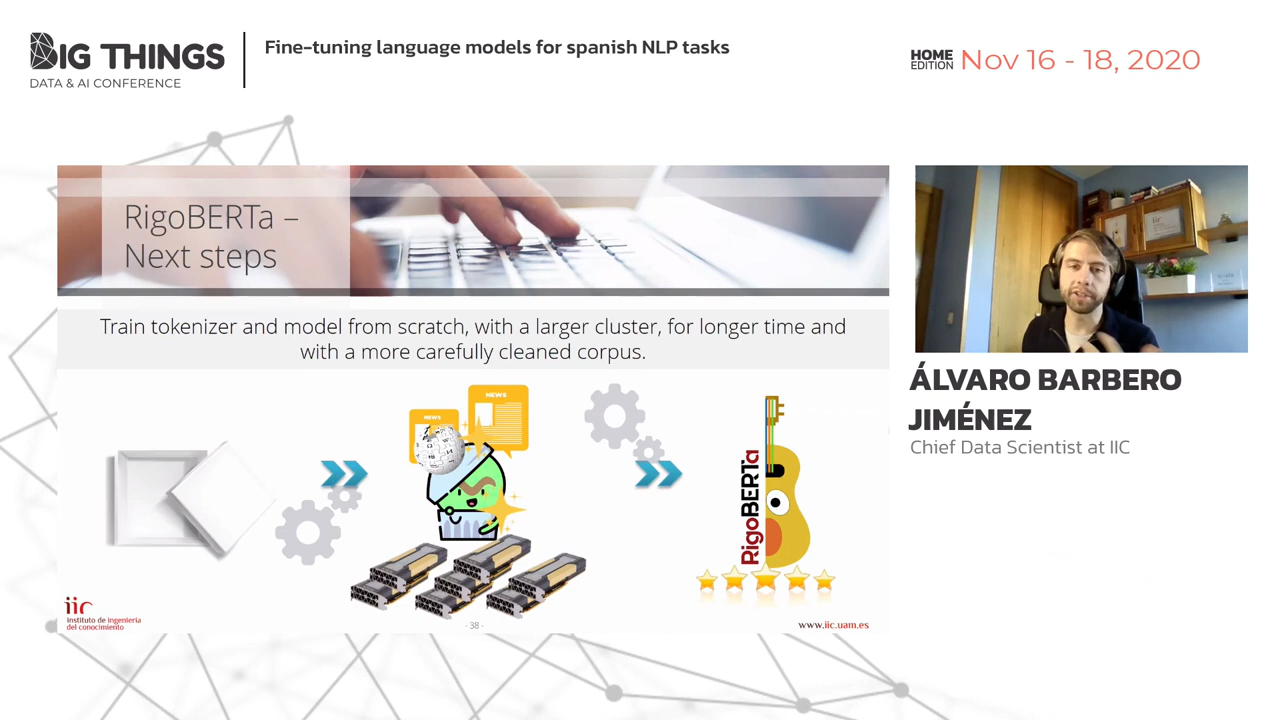 BIG THINGS
DATA & AI CONFERENCE
Fine-tuning language models for spanish NLP tasks
HOME
EDITION
Nov 16 - 18, 2020
RigoBERTa –
Next steps
Train tokenizer and model from scratch, with a larger cluster, for longer time and
with a more carefully cleaned corpus.
NEWS
NEWS
RigoBERTa
iic
instituto de ingeniería
del conocimiento
- 38 -
www.iic.uam.es
ÁLVARO BARBERO
JIMÉNEZ
Chief Data Scientist at IIC